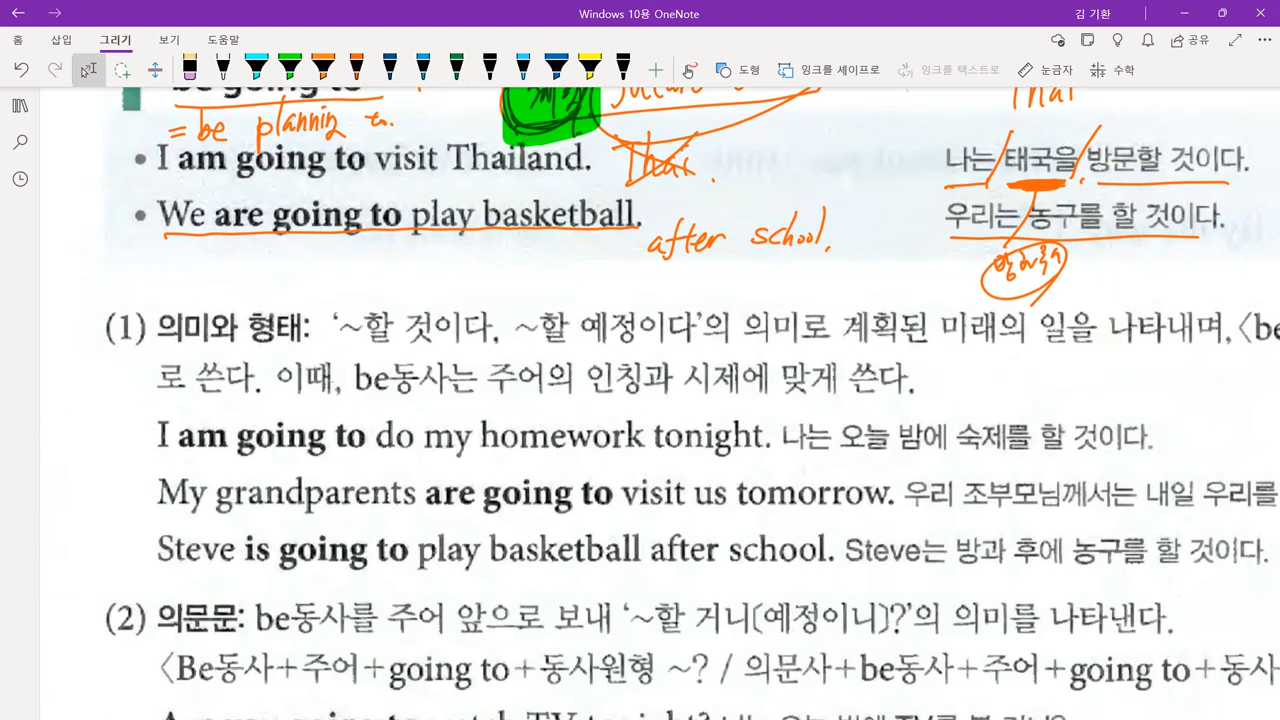 Windows 10용 OneNote
김 기환
홈 삽입 그리기 보기 도움말
공유
도형 잉크를 셰이프로 잉크를 텍스트로 눈금자 수학
be going to
계획 future
Thai
= be planning to.
• I am going to visit Thailand. Thai. 나는 태국을 방문할 것이다.
• We are going to play basketball. after school. 우리는 농구를 할 것이다.
방과후에
(1) 의미와 형태: ‘~할 것이다, ~할 예정이다’의 의미로 계획된 미래의 일을 나타내며, 〈be
로 쓴다. 이때, be동사는 주어의 인칭과 시제에 맞게 쓴다.
I am going to do my homework tonight. 나는 오늘 밤에 숙제를 할 것이다.
My grandparents are going to visit us tomorrow. 우리 조부모님께서는 내일 우리를
Steve is going to play basketball after school. Steve는 방과 후에 농구를 할 것이다.
(2) 의문문: be동사를 주어 앞으로 보내 ‘~할 거니(예정이니)?’의 의미를 나타낸다.
〈Be동사+주어+going to+동사원형 ~? / 의문사+be동사+주어+going to+동사